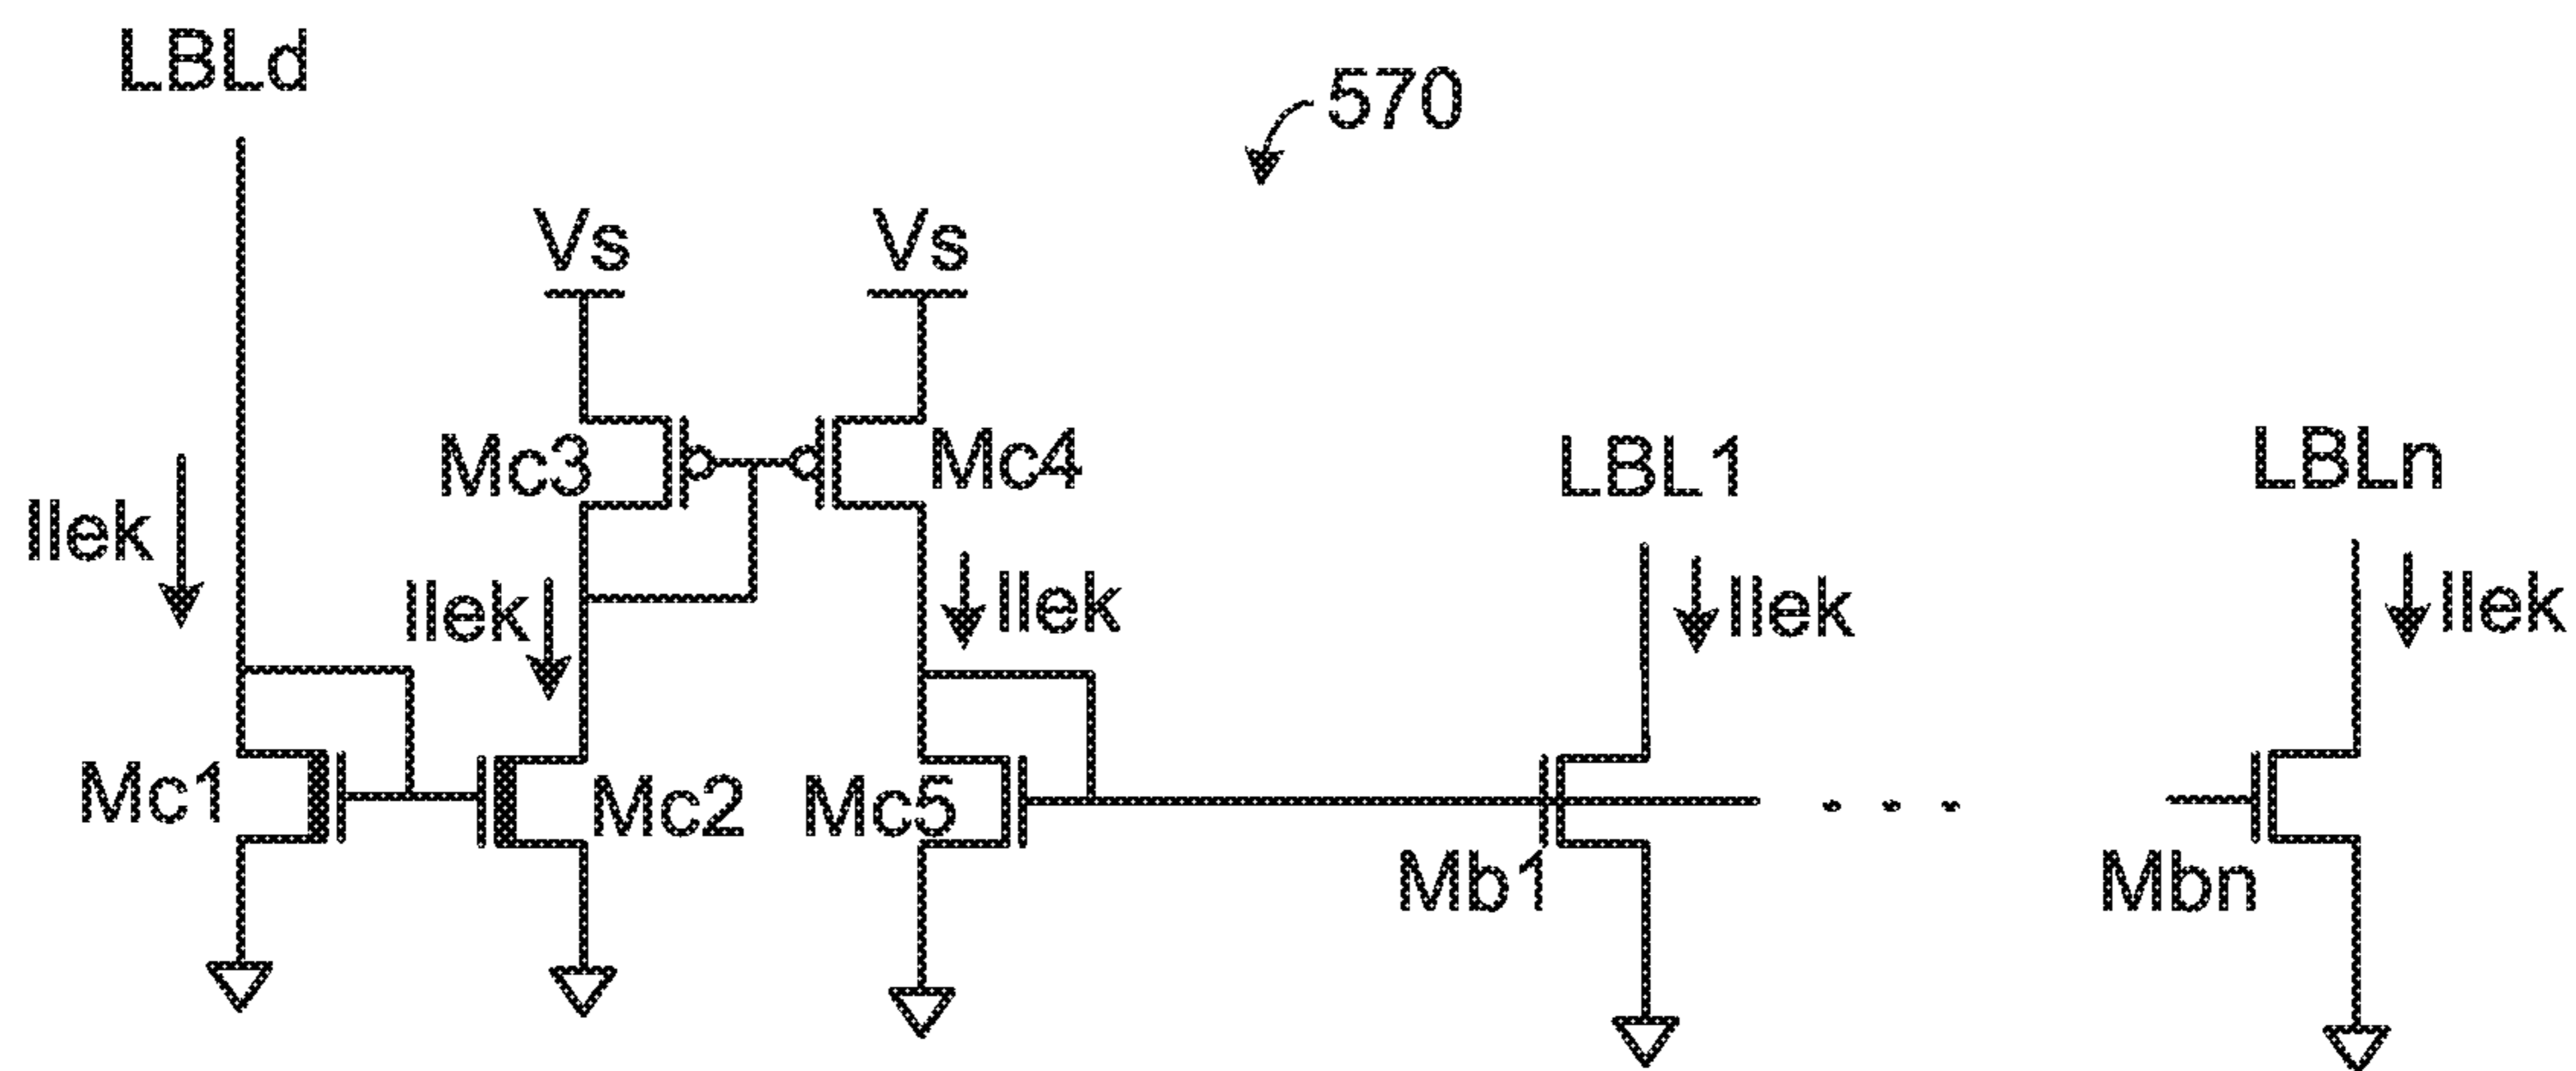 LBLd
570
Vs
Vs
Mc3
Mc4
LBL1
LBLn
Ilek
Ilek
Ilek
Ilek
Ilek
Mc1
Mc2
Mc5
Mb1
Mbn